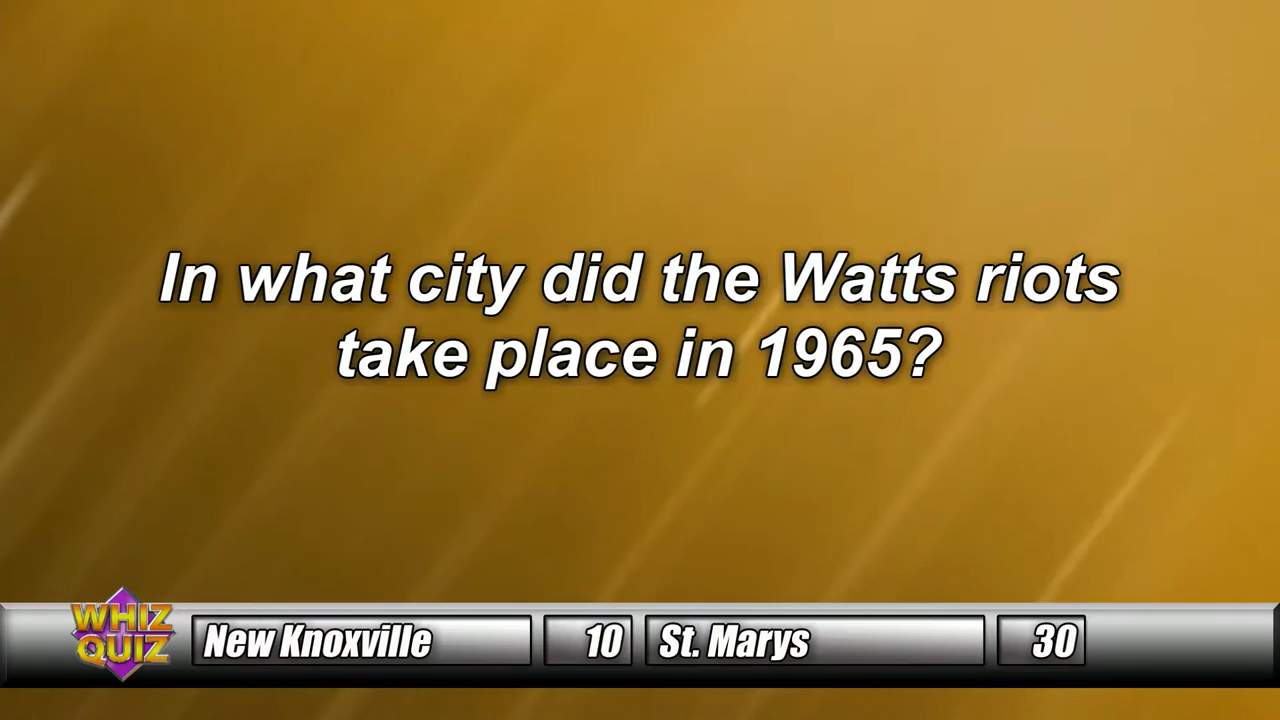 In what city did the Watts riots
take place in 1965?
WHIZ
QUIZ
New Knoxville 10 St. Marys 30